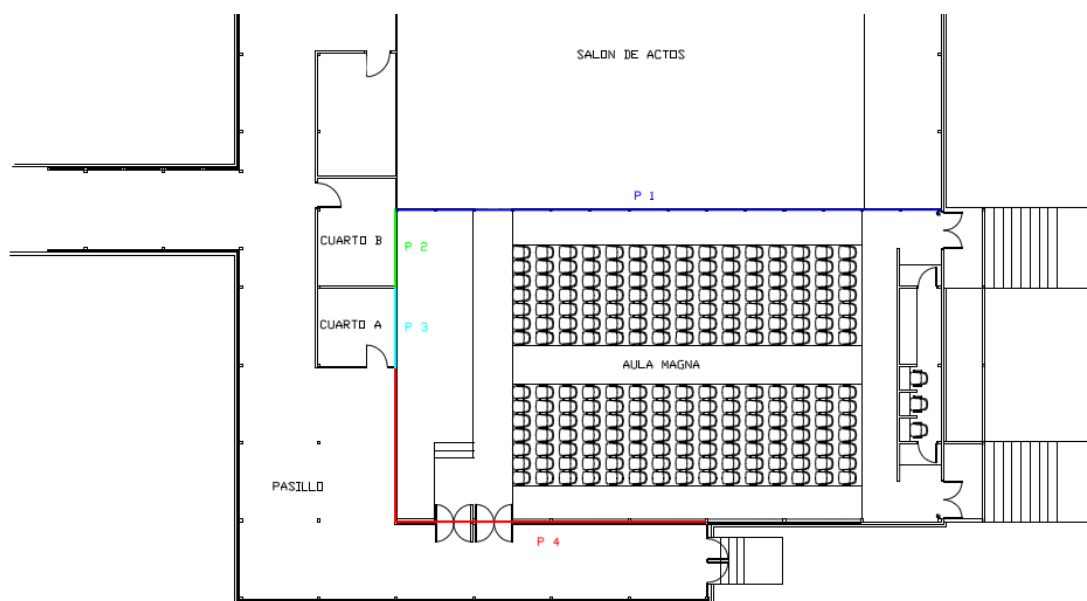 SALON DE ACTOS
P 1
CUARTO B
P 2
CUARTO A
P 3
AULA MAGNA
PASILLO
P 4